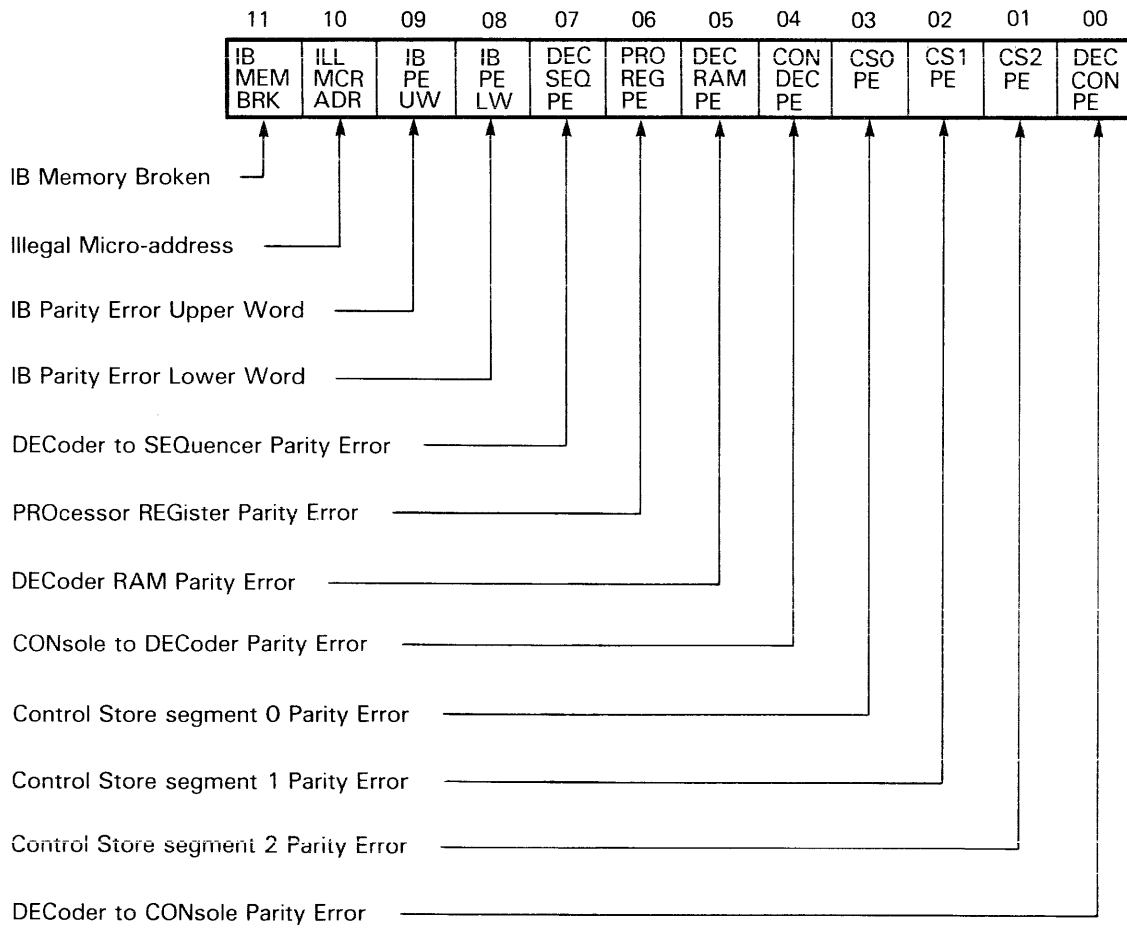 11 10 09 08 07 06 05 04 03 02 01 00
IB MEM BRK
ILL MCR ADR
IB PE UW
IB PE LW
DEC SEQ PE
PRO REG PE
DEC RAM PE
CON DEC PE
CS0 PE
CS1 PE
CS2 PE
DEC CON PE
IB Memory Broken
Illegal Micro-address
IB Parity Error Upper Word
IB Parity Error Lower Word
DECoder to SEQuencer Parity Error
PROcessor REGister Parity Error
DECoder RAM Parity Error
CONsole to DECoder Parity Error
Control Store segment 0 Parity Error
Control Store segment 1 Parity Error
Control Store segment 2 Parity Error
DECoder to CONsole Parity Error